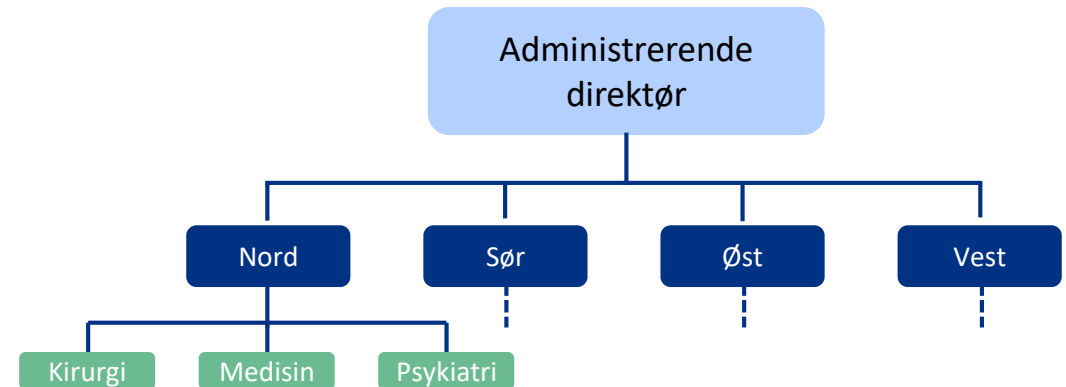 Administrerende
direktør
Nord
Sør
Øst
Vest
Kirurgi
Medisin
Psykiatri